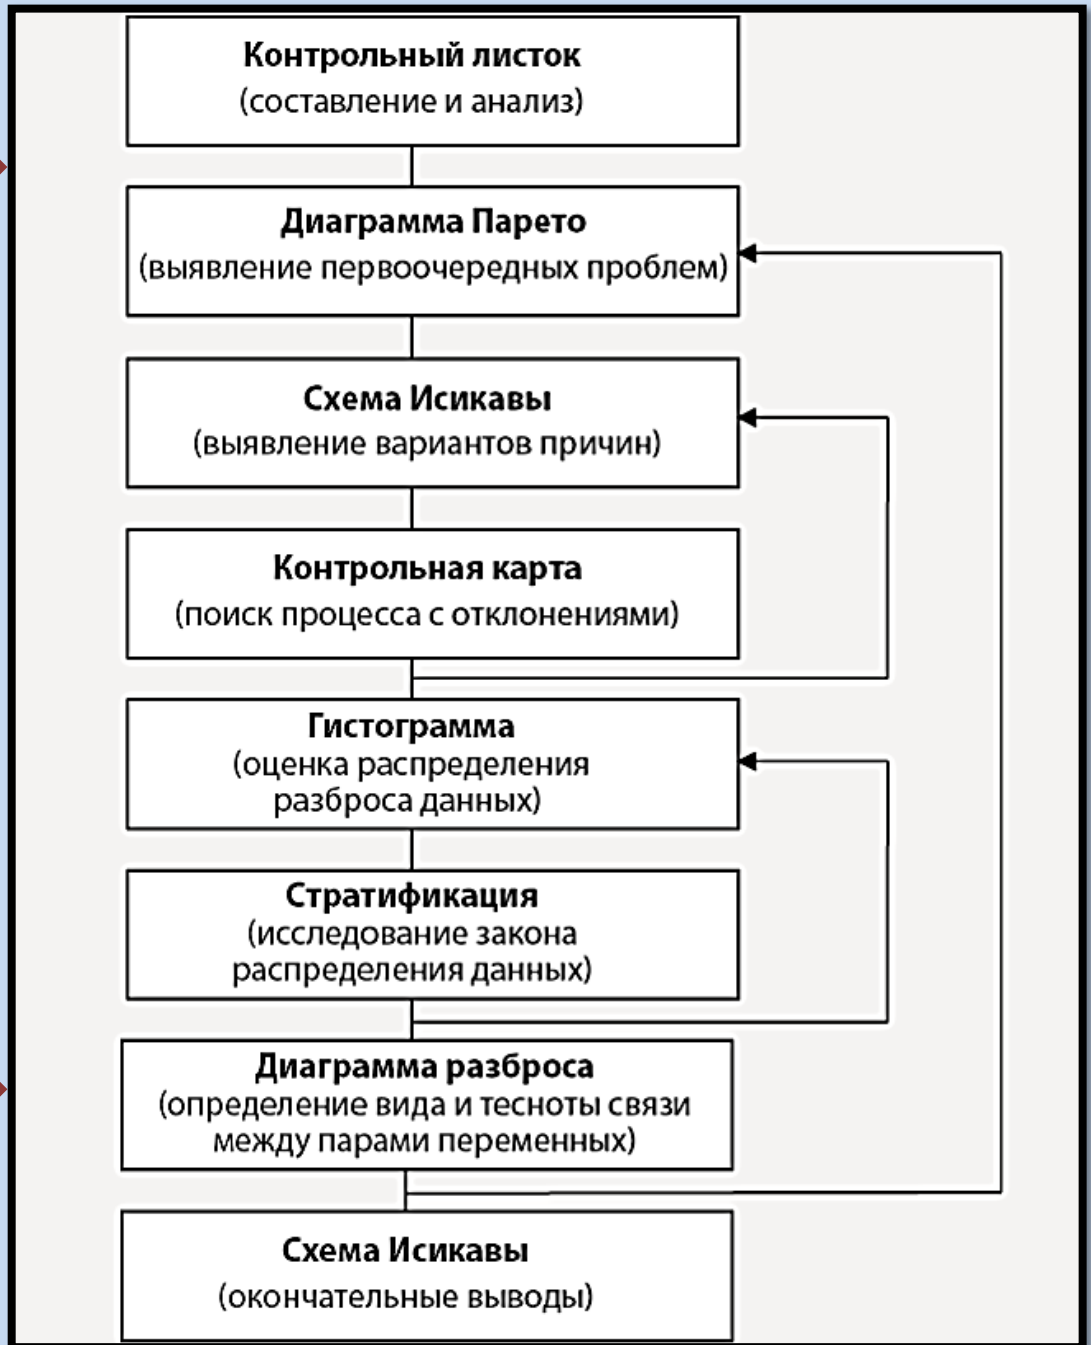 Контрольный листок
(составление и анализ)
Диаграмма Парето
(выявление первоочередных проблем)
Схема Исикавы
(выявление вариантов причин)
Контрольная карта
(поиск процесса с отклонениями)
Гистограмма
(оценка распределения
разброса данных)
Стратификация
(исследование закона
распределения данных)
Диаграмма разброса
(определение вида и тесноты связи
между парами переменных)
Схема Исикавы
(окончательные выводы)